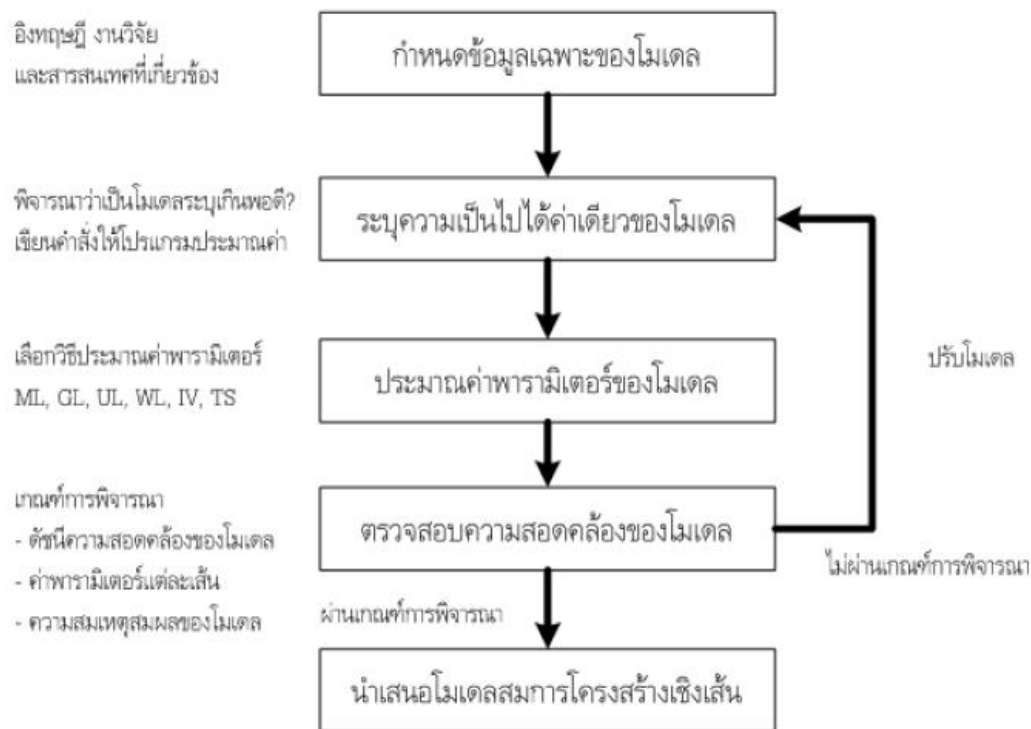 อิงทฤษฎี งานวิจัย
และสารสนเทศที่เกี่ยวข้อง
กำหนดข้อมูลเฉพาะของโมเดล
พิจารณาว่าเป็นโมเดลระบุเกินพอดี?
เขียนคำสั่งให้โปรแกรมประมาณค่า
ระบุความเป็นไปได้ค่าเดียวของโมเดล
เลือกวิธีประมาณค่าพารามิเตอร์
ML, GL, UL, WL, IV, TS
ประมาณค่าพารามิเตอร์ของโมเดล
ปรับโมเดล
เกณฑ์การพิจารณา
- ดัชนีความสอดคล้องของโมเดล
- ค่าพารามิเตอร์แต่ละเส้น
- ความสมเหตุสมผลของโมเดล
ตรวจสอบความสอดคล้องของโมเดล
ไม่ผ่านเกณฑ์การพิจารณา
ผ่านเกณฑ์การพิจารณา
นำเสนอโมเดลสมการโครงสร้างเชิงเส้น